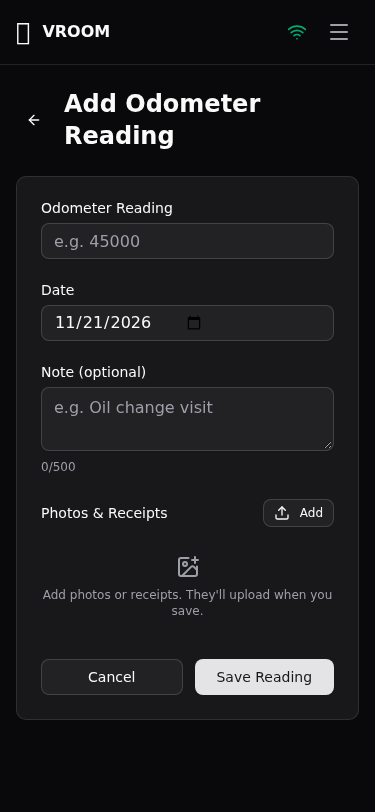 VROOM
Add Odometer
Reading
Odometer Reading
e.g. 45000
Date
11/21/2026
Note (optional)
e.g. Oil change visit
0/500
Photos & Receipts
Add
Add photos or receipts. They'll upload when you
save.
Cancel
Save Reading